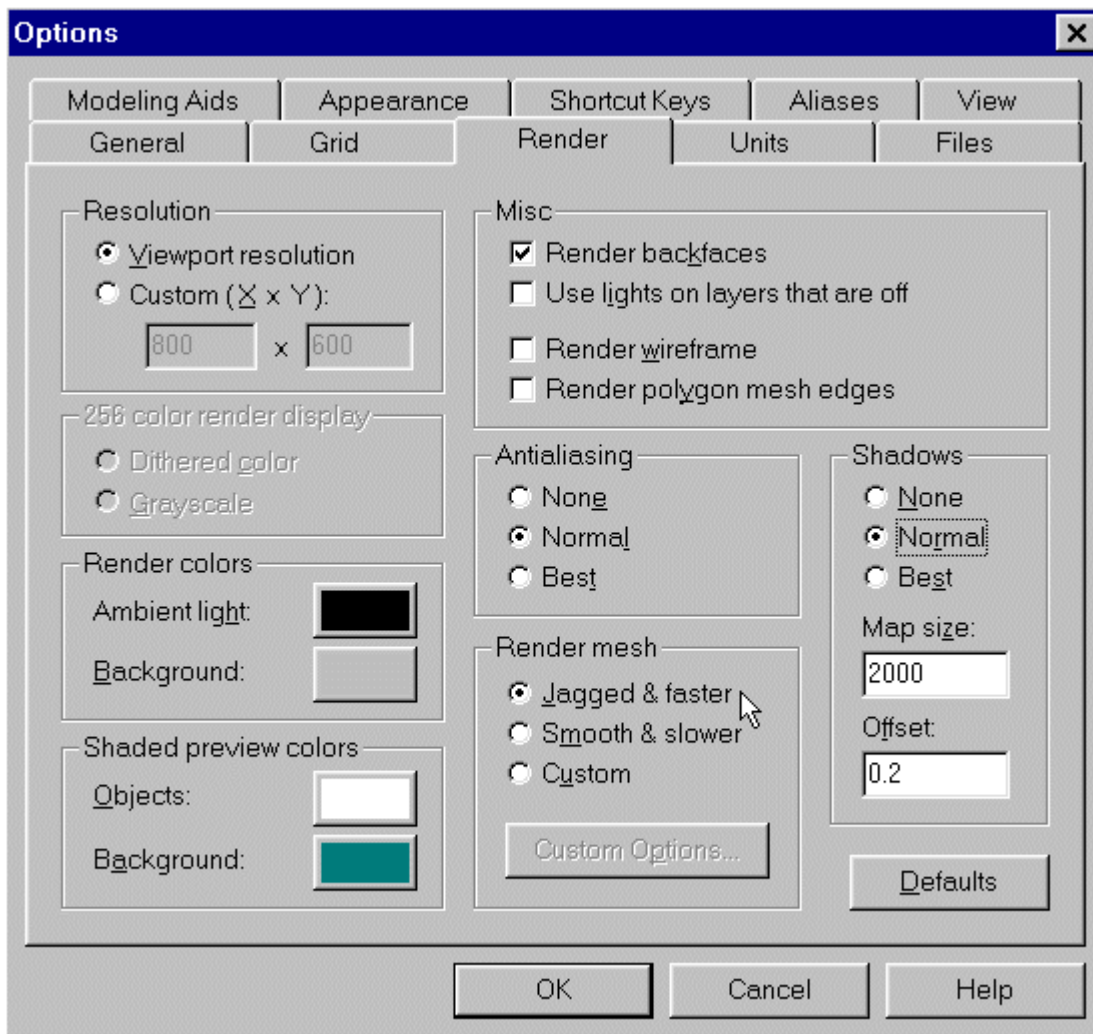 Options
Modeling Aids Appearance Shortcut Keys Aliases View
General Grid Render Units Files
Resolution
Viewport resolution
Custom (X x Y):
800 x 600
256 color render display
Dithered color
Grayscale
Render colors
Ambient light:
Background:
Shaded preview colors
Objects:
Background:
Misc
Render backfaces
Use lights on layers that are off
Render wireframe
Render polygon mesh edges
Antialiasing
None
Normal
Best
Render mesh
Jagged & faster
Smooth & slower
Custom
Custom Options...
Shadows
None
Normal
Best
Map size:
2000
Offset:
0.2
Defaults
OK Cancel Help